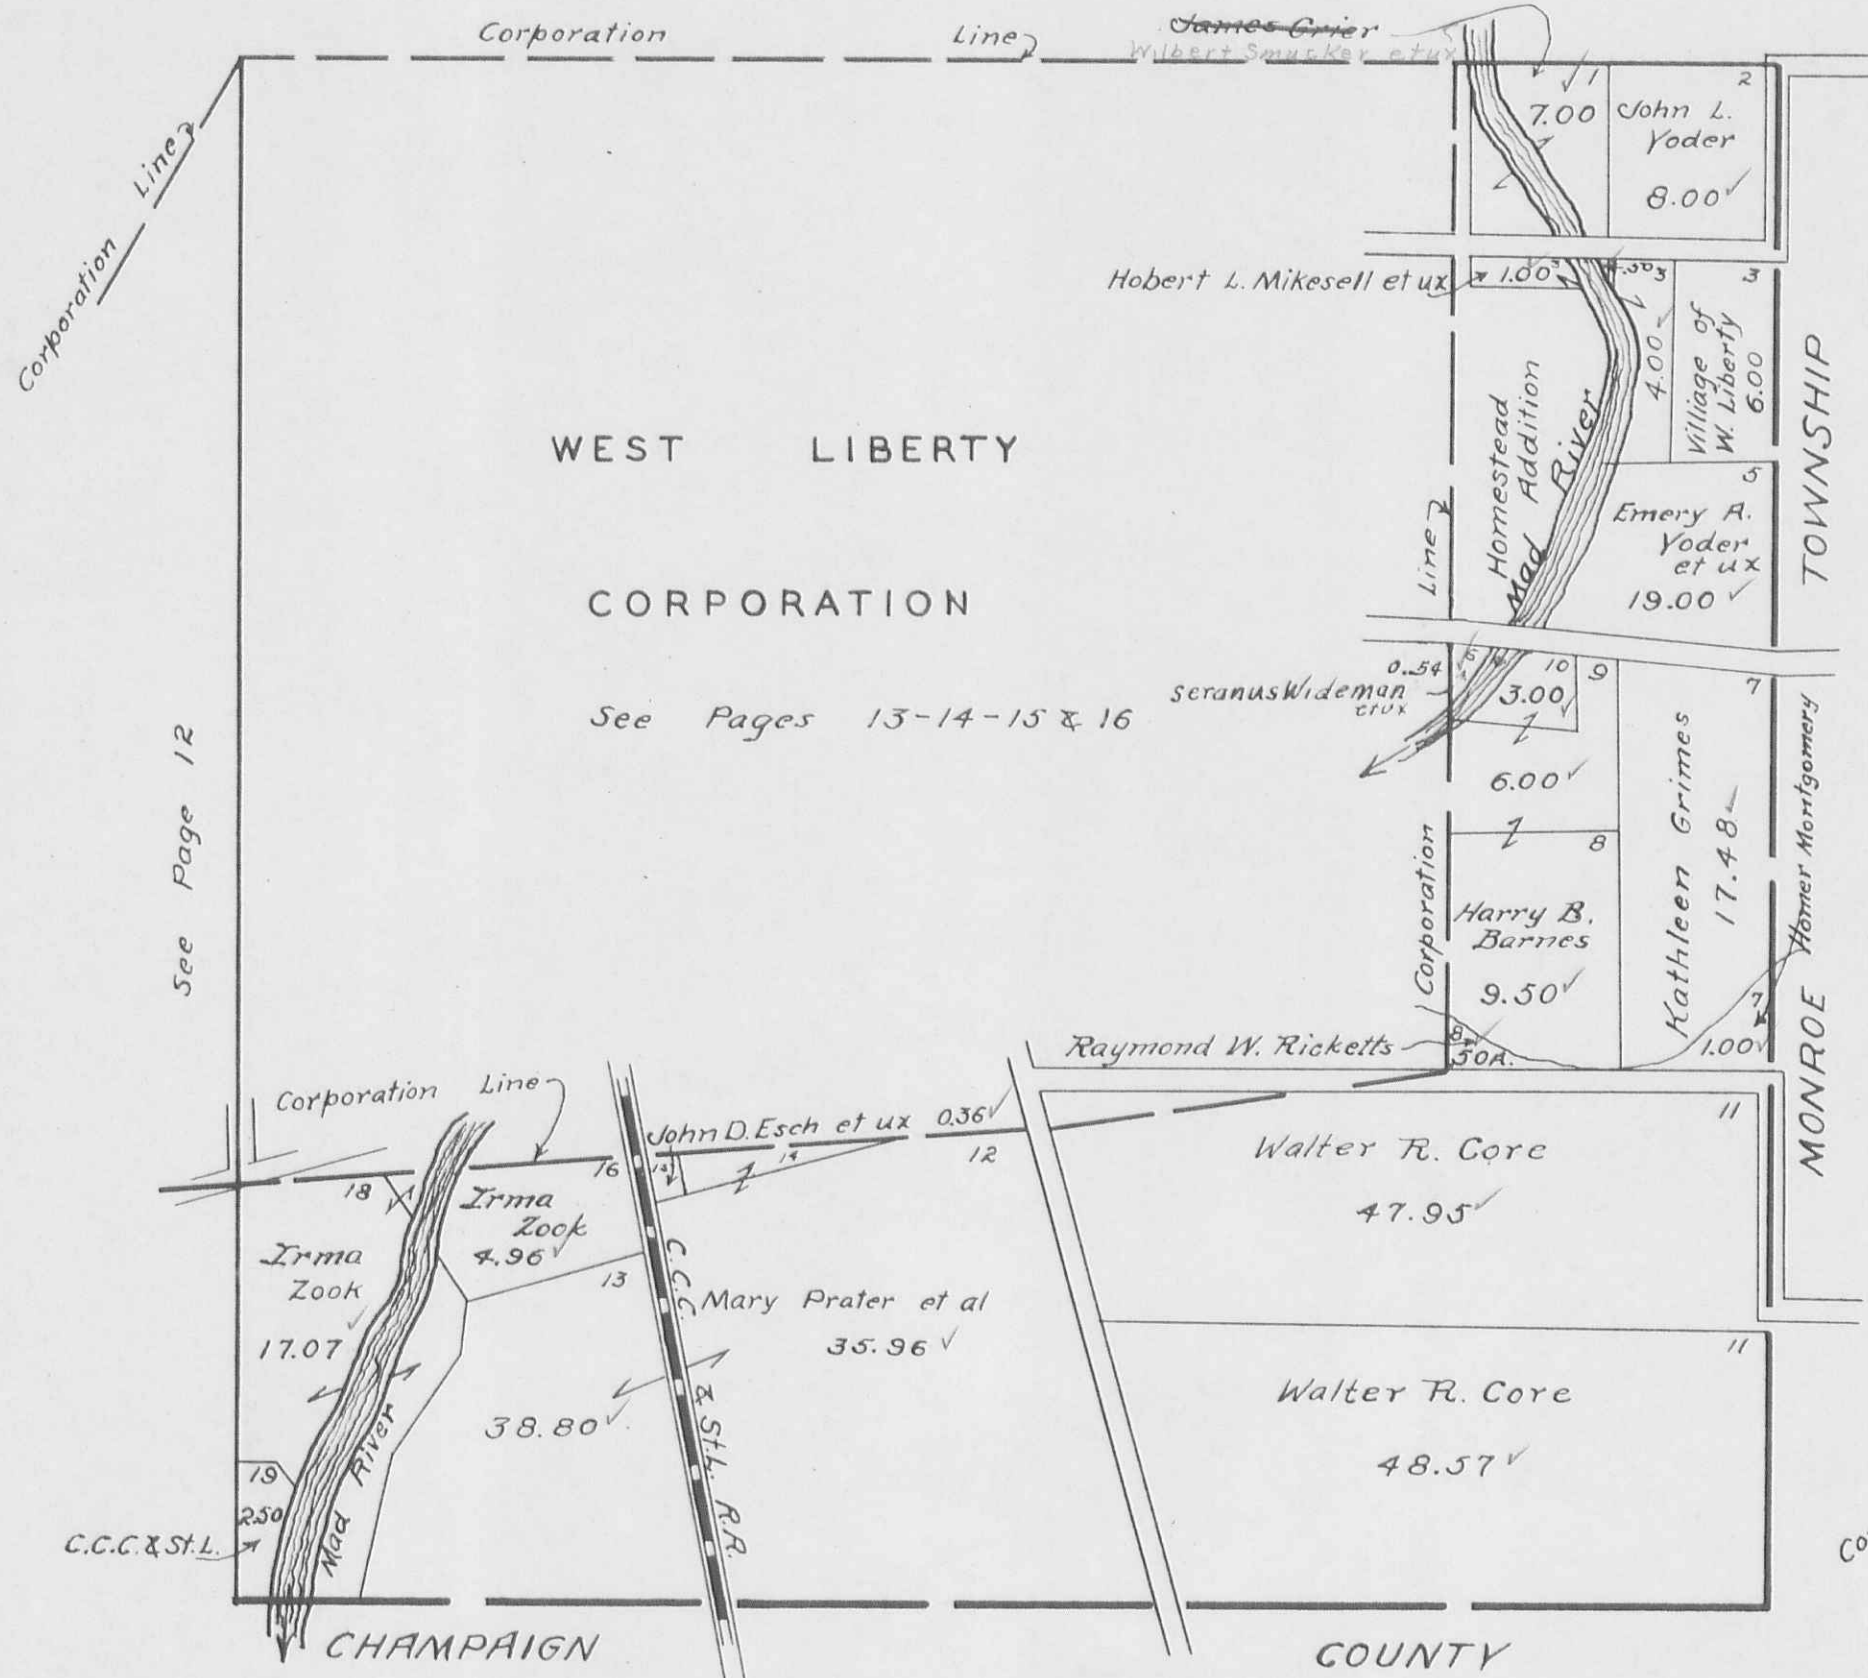 Corporation Line
James Grier
Wilbert Smucker et ux
Corporation Line
1
7.00
2
John L.
Yoder
8.00
Hobert L. Mikesell et ux
1.00
3
.50
3
3
4.00
Villiage of
W. Liberty
6.00
Homestead
Addition
Mad River
5
Emery A.
Yoder
et ux
19.00
TOWNSHIP
WEST LIBERTY
CORPORATION
See Pages 13-14-15 & 16
See Page 12
Corporation Line
0.54
Seranus Wideman
et ux
10
3.00
9
6.00
7
Kathleen Grimes
17.48
Homer Montgomery
8
Harry B.
Barnes
9.50
7
1.00
MONROE
Raymond W. Ricketts
8
.50A.
Corporation Line
John D. Esch et ux 0.36
14
12
16
18
Irma
Zook
4.96
Irma
Zook
17.07
13
C.C.C. & St.L. R.R.
Mary Prater et al
35.96
38.80
11
Walter R. Core
47.95
11
Walter R. Core
48.57
19
2.50
C.C.C. & St.L.
Mad River
Co
CHAMPAIGN COUNTY